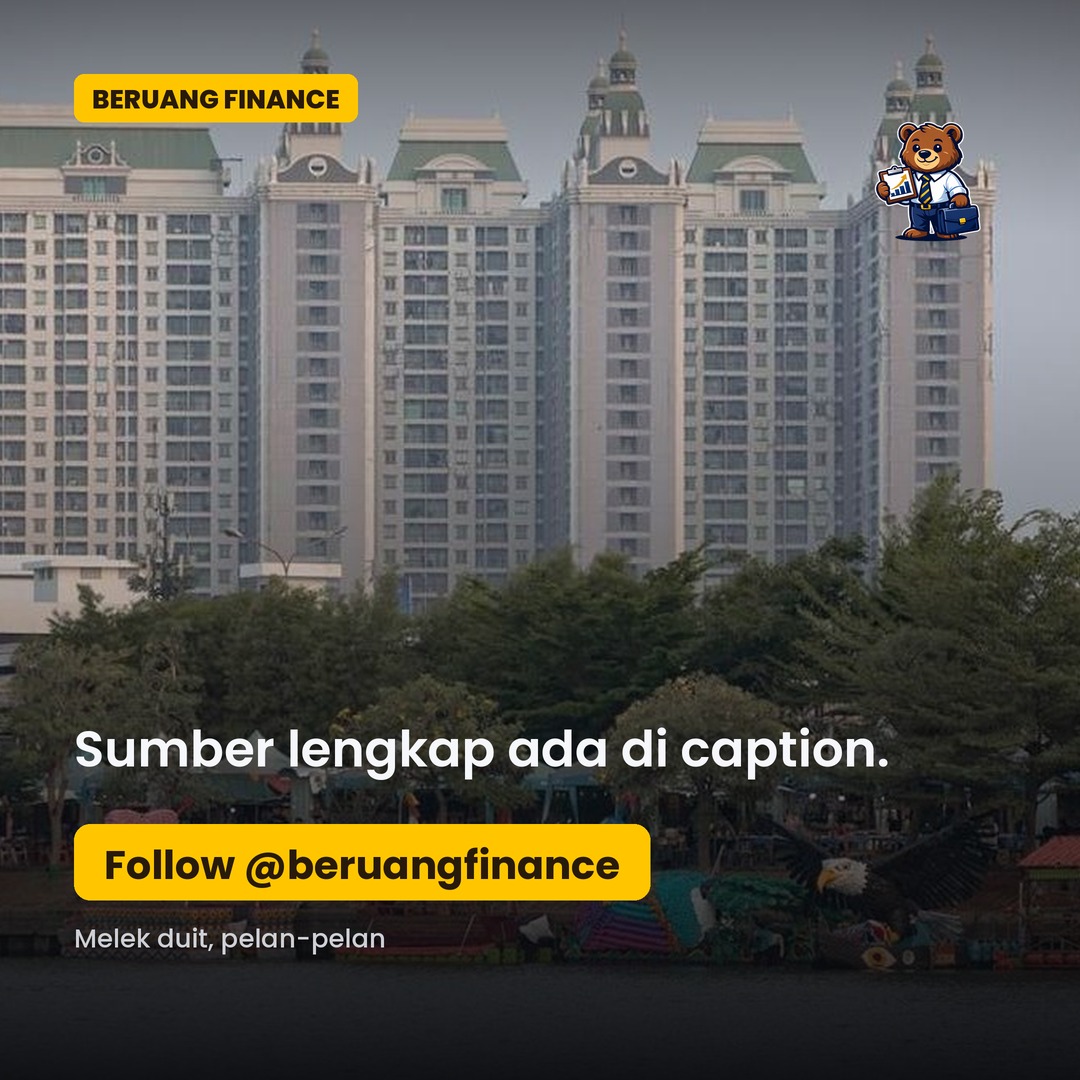 BERUANG FINANCE
Sumber lengkap ada di caption.
Follow @beruangfinance
Melek duit, pelan-pelan